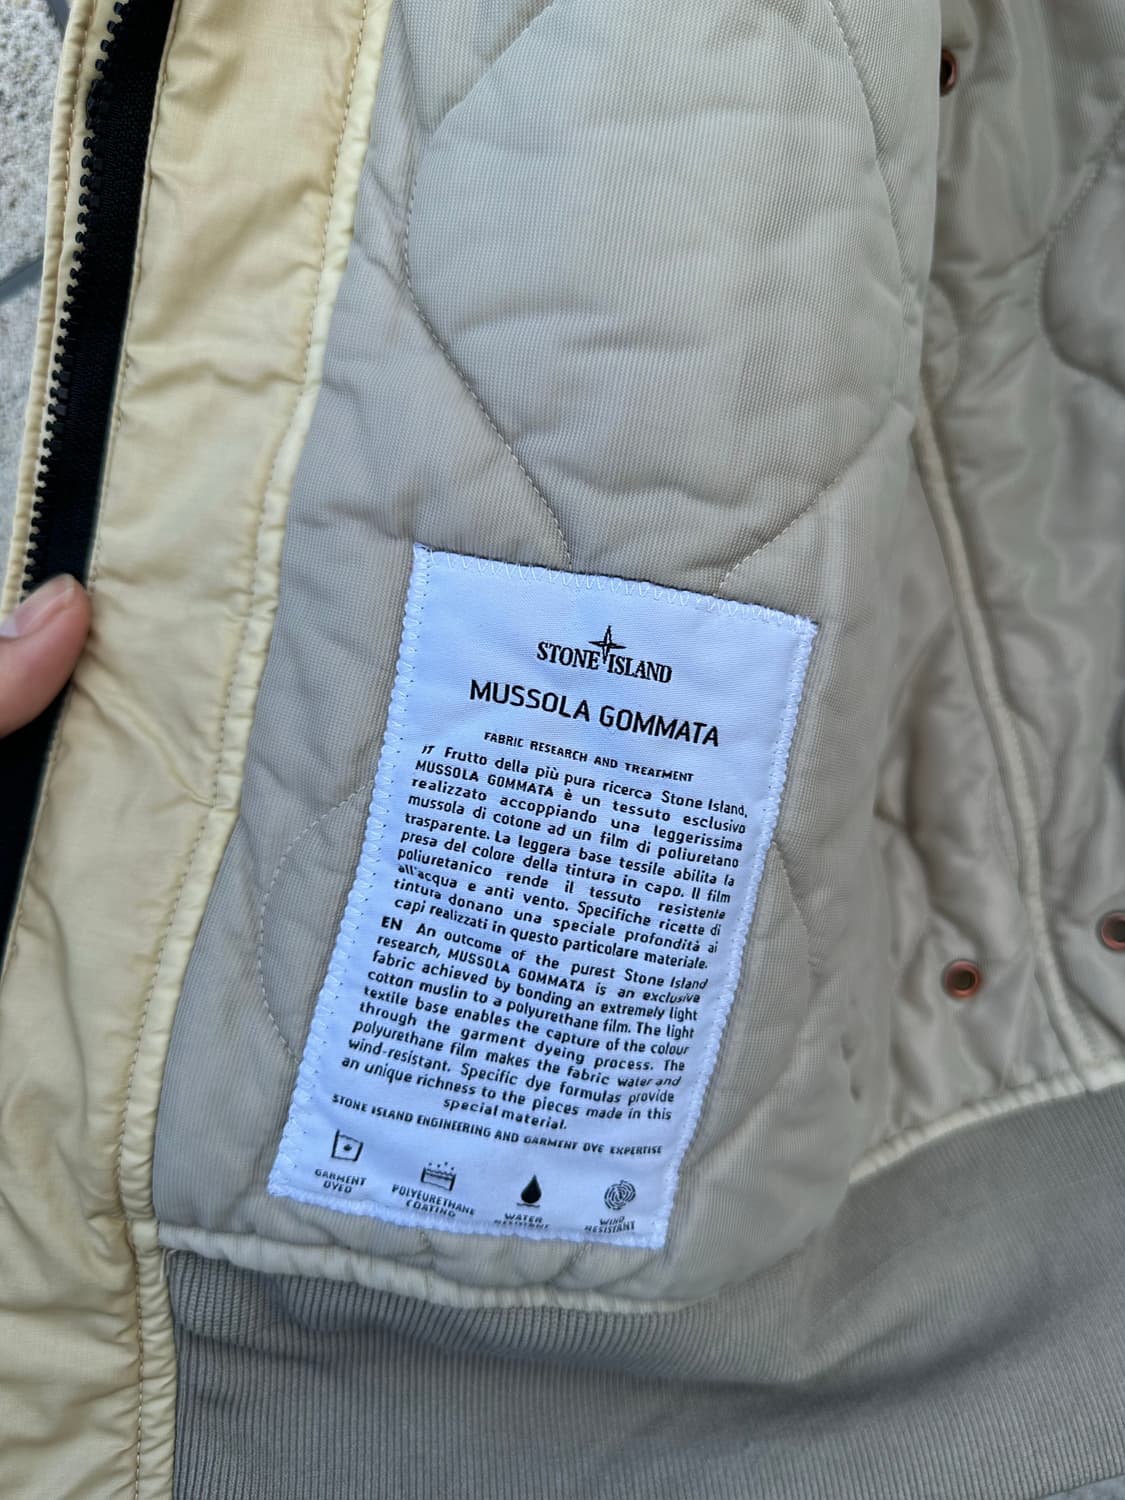 STONE ISLAND
MUSSOLA GOMMATA
FABRIC RESEARCH AND TREATMENT
IT Frutto della più pura ricerca Stone Island,
MUSSOLA GOMMATA è un tessuto esclusivo
realizzato accoppiando una leggerissima
mussola di cotone ad un film di poliuretano
trasparente. La leggera base tessile abilita la
presa del colore della tintura in capo. Il film
poliuretanico rende il tessuto resistente
all'acqua e anti vento. Specifiche ricette di
tintura donano una speciale profondità ai
capi realizzati in questo particolare materiale.
EN An outcome of the purest Stone Island
research, MUSSOLA GOMMATA is an exclusive
fabric achieved by bonding an extremely light
cotton muslin to a polyurethane film. The light
textile base enables the capture of the colour
through the garment dyeing process. The
polyurethane film makes the fabric water and
wind-resistant. Specific dye formulas provide
an unique richness to the pieces made in this
special material.
STONE ISLAND ENGINEERING AND GARMENT DYE EXPERTISE
GARMENT
DYED
POLYEURETHANE
COATING
WATER
RESISTANT
WIND
RESISTANT